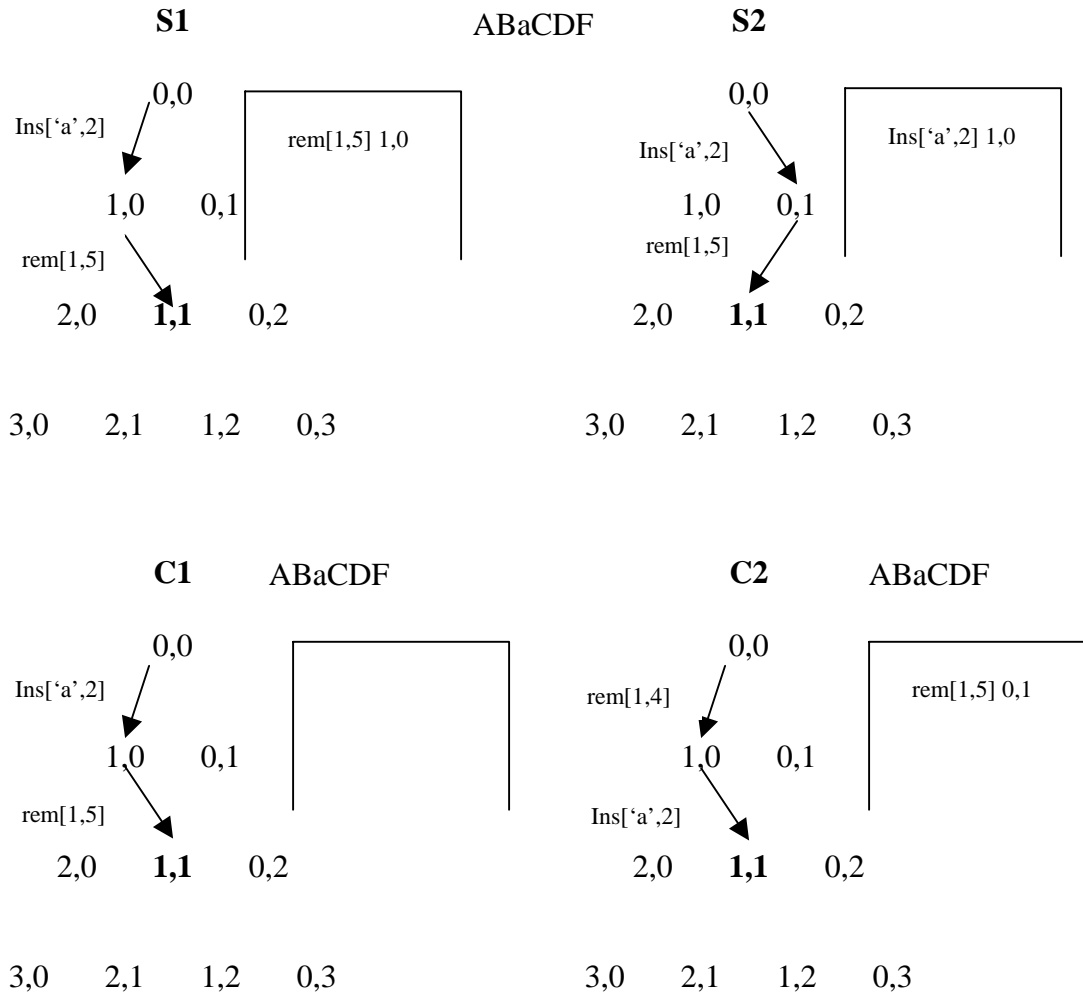 S1 ABaCDF S2
0,0 0,0
Ins[‘a’,2] rem[1,5] 1,0 Ins[‘a’,2] Ins[‘a’,2] 1,0
1,0 0,1 1,0 0,1
rem[1,5] rem[1,5]
2,0 1,1 0,2 2,0 1,1 0,2
3,0 2,1 1,2 0,3 3,0 2,1 1,2 0,3
C1 ABaCDF C2 ABaCDF
0,0 0,0
Ins[‘a’,2] rem[1,4] rem[1,5] 0,1
1,0 0,1 1,0 0,1
rem[1,5] Ins[‘a’,2]
2,0 1,1 0,2 2,0 1,1 0,2
3,0 2,1 1,2 0,3 3,0 2,1 1,2 0,3